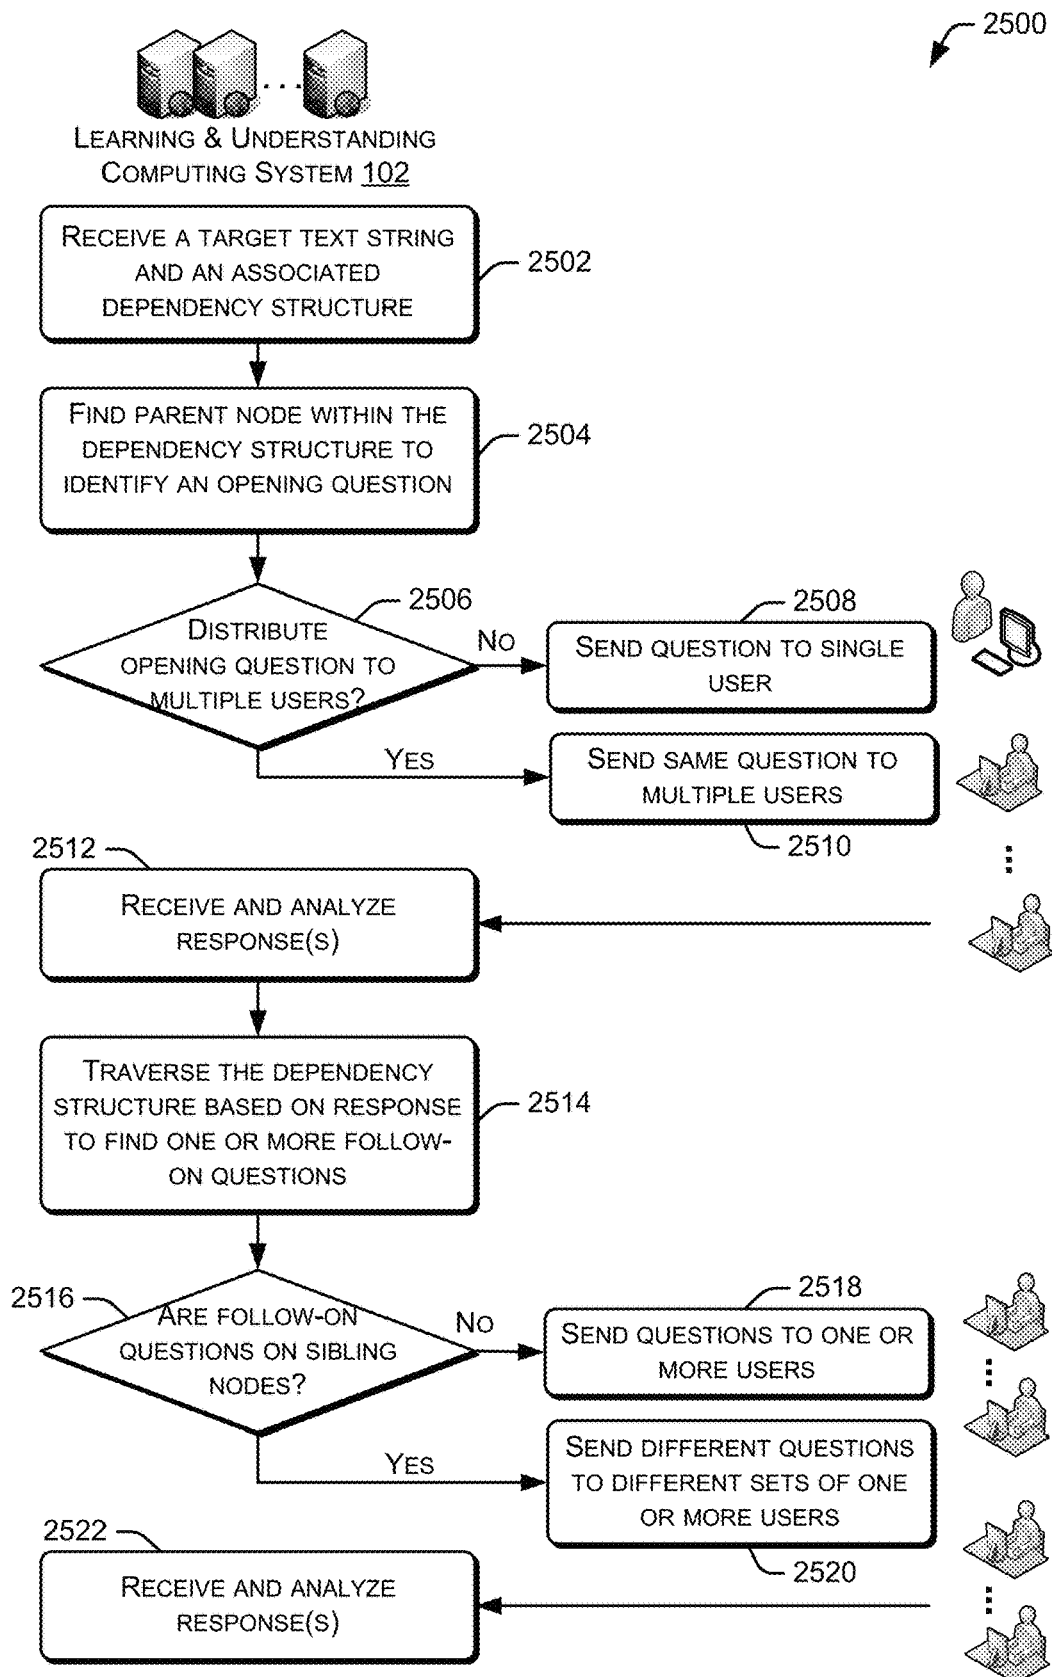 2500
LEARNING & UNDERSTANDING
COMPUTING SYSTEM 102
RECEIVE A TARGET TEXT STRING
AND AN ASSOCIATED
DEPENDENCY STRUCTURE
2502
FIND PARENT NODE WITHIN THE
DEPENDENCY STRUCTURE TO
IDENTIFY AN OPENING QUESTION
2504
DISTRIBUTE
OPENING QUESTION TO
MULTIPLE USERS?
2506
NO
2508
SEND QUESTION TO SINGLE
USER
YES
SEND SAME QUESTION TO
MULTIPLE USERS
2510
2512
RECEIVE AND ANALYZE
RESPONSE(S)
TRAVERSE THE DEPENDENCY
STRUCTURE BASED ON RESPONSE
TO FIND ONE OR MORE FOLLOW-
ON QUESTIONS
2514
2516
ARE FOLLOW-ON
QUESTIONS ON SIBLING
NODES?
NO
2518
SEND QUESTIONS TO ONE OR
MORE USERS
YES
SEND DIFFERENT QUESTIONS
TO DIFFERENT SETS OF ONE
OR MORE USERS
2520
2522
RECEIVE AND ANALYZE
RESPONSE(S)